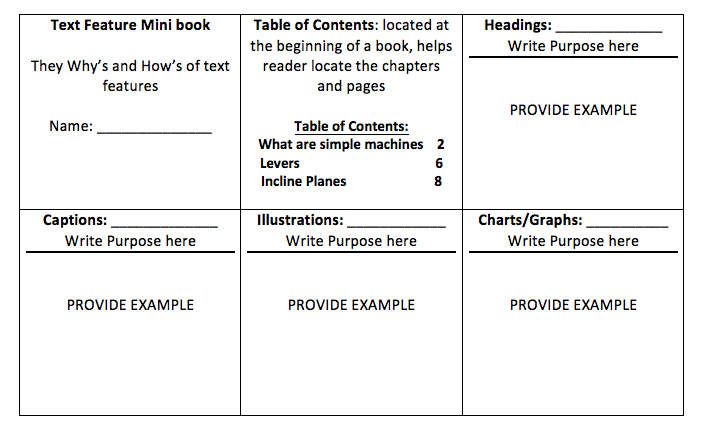 Text Feature Mini book
They Why's and How's of text
features
Name: ______________
Table of Contents: located at
the beginning of a book, helps
reader locate the chapters
and pages
Table of Contents:
What are simple machines 2
Levers 6
Incline Planes 8
Headings: _____________
Write Purpose here
PROVIDE EXAMPLE
Captions: _____________
Write Purpose here
PROVIDE EXAMPLE
Illustrations: ____________
Write Purpose here
PROVIDE EXAMPLE
Charts/Graphs: __________
Write Purpose here
PROVIDE EXAMPLE